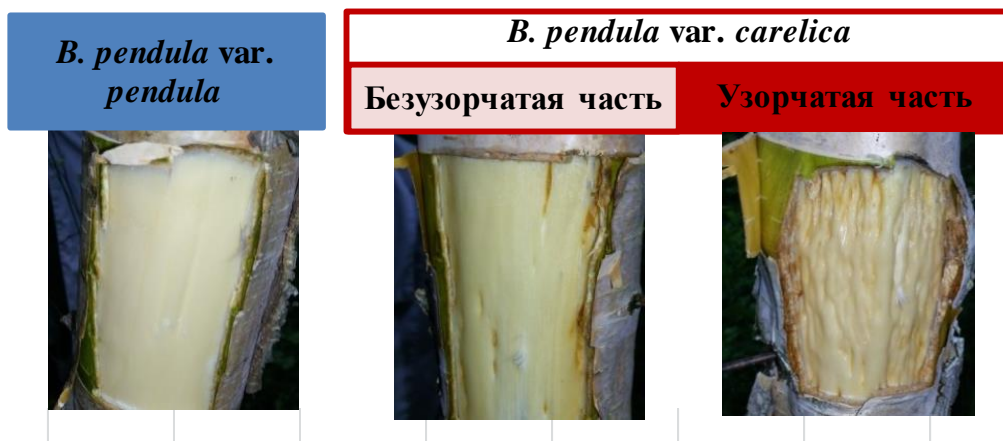 B. pendula var.
pendula
B. pendula var. carelica
Безузорчатая часть
Узорчатая часть